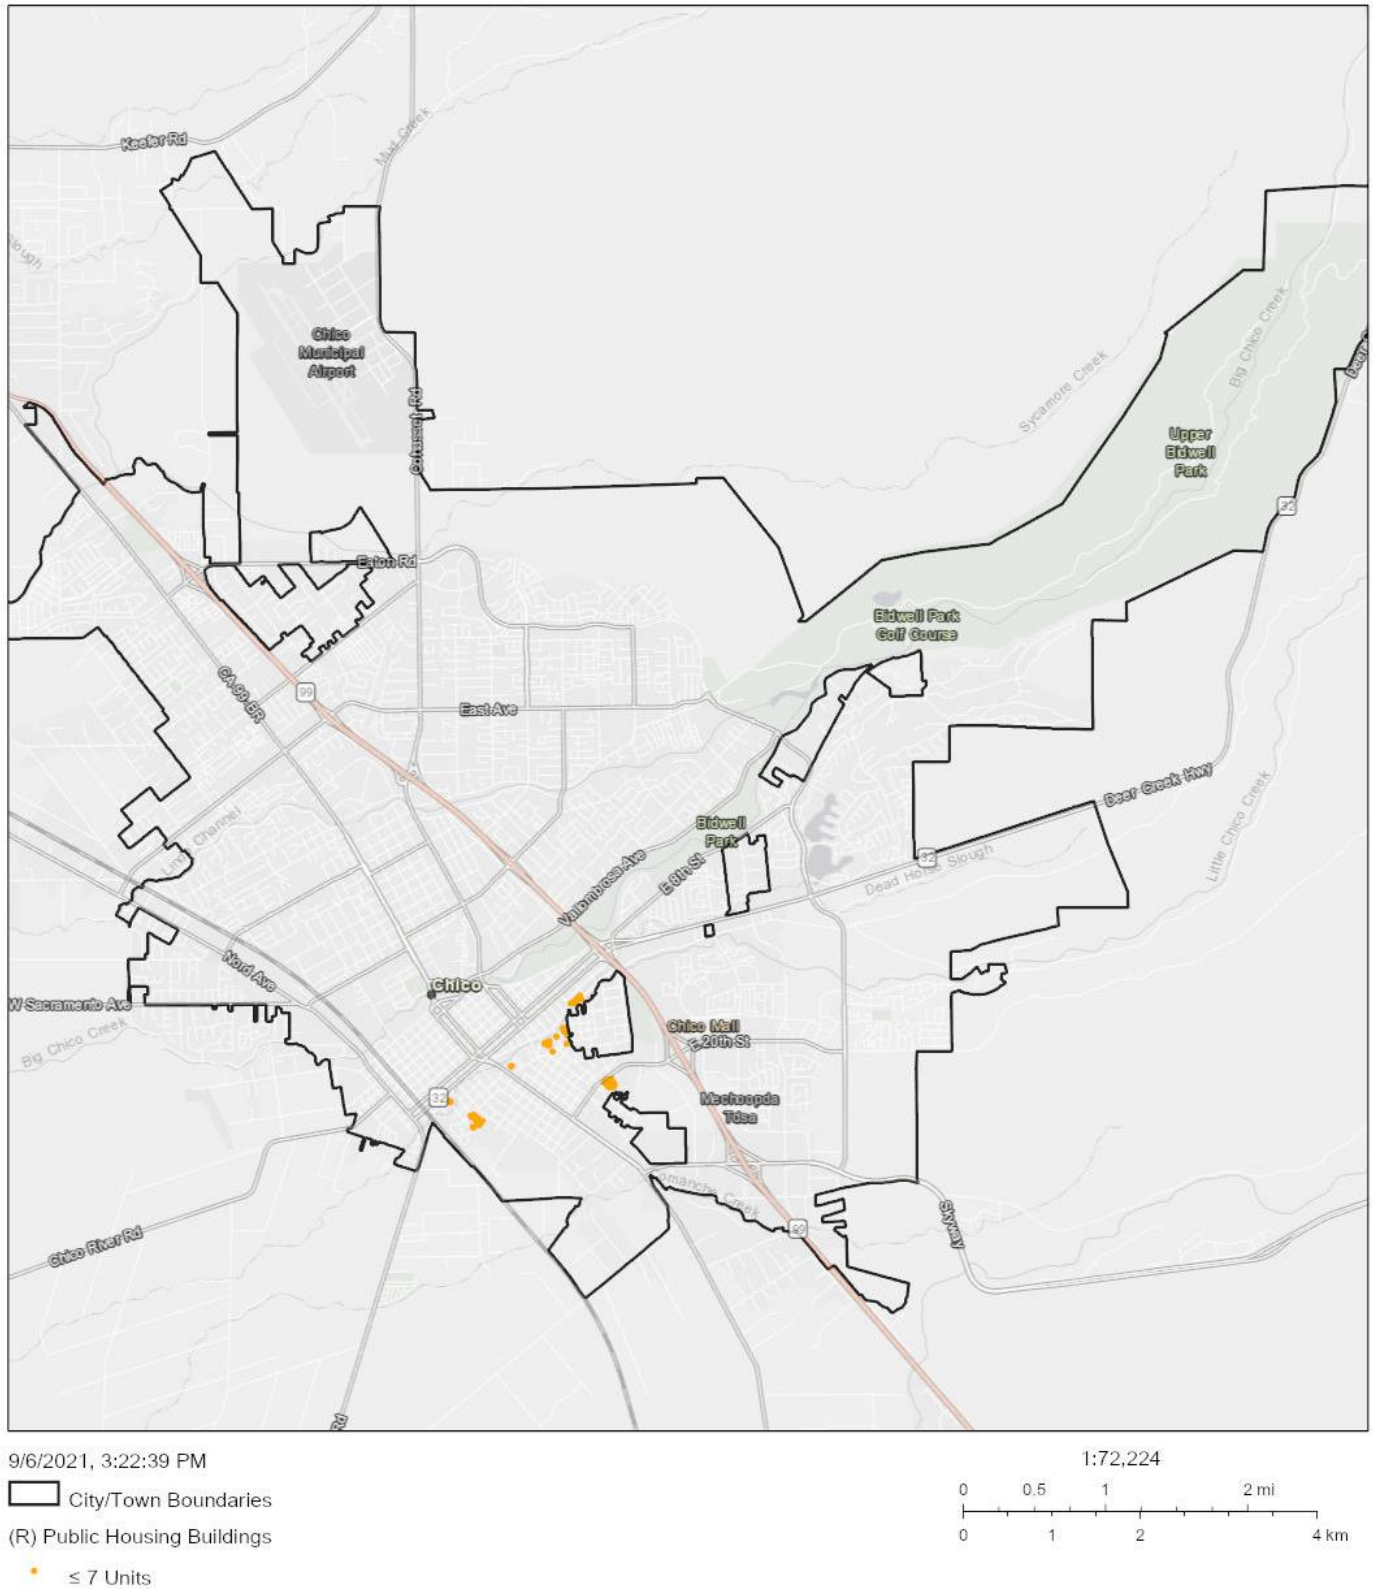 Keefer Rd
Mud Creek
Slough
Chico
Municipal
Airport
Big Chico Creek
Sycamore Creek
Cohasset Rd
Upper
Bidwell
Park
32
Eaton Rd
Bidwell Park
Golf Course
CA-99-BR
99
East Ave
Deer Creek Hwy
Little Chico Creek
Bidwell
Park
Channel
Vallombrosa Ave
E 8th St
32
Dead Horse Slough
Nord Ave
Chico
W Sacramento Ave
Big Chico Creek
Chico Mall
E 20th St
32
Mechoopda
Tdsa
Comanche Creek
99
Skyway
Chico River Rd
Rd
9/6/2021, 3:22:39 PM
1:72,224
City/Town Boundaries
0 0.5 1 2 mi
(R) Public Housing Buildings
0 1 2 4 km
≤ 7 Units